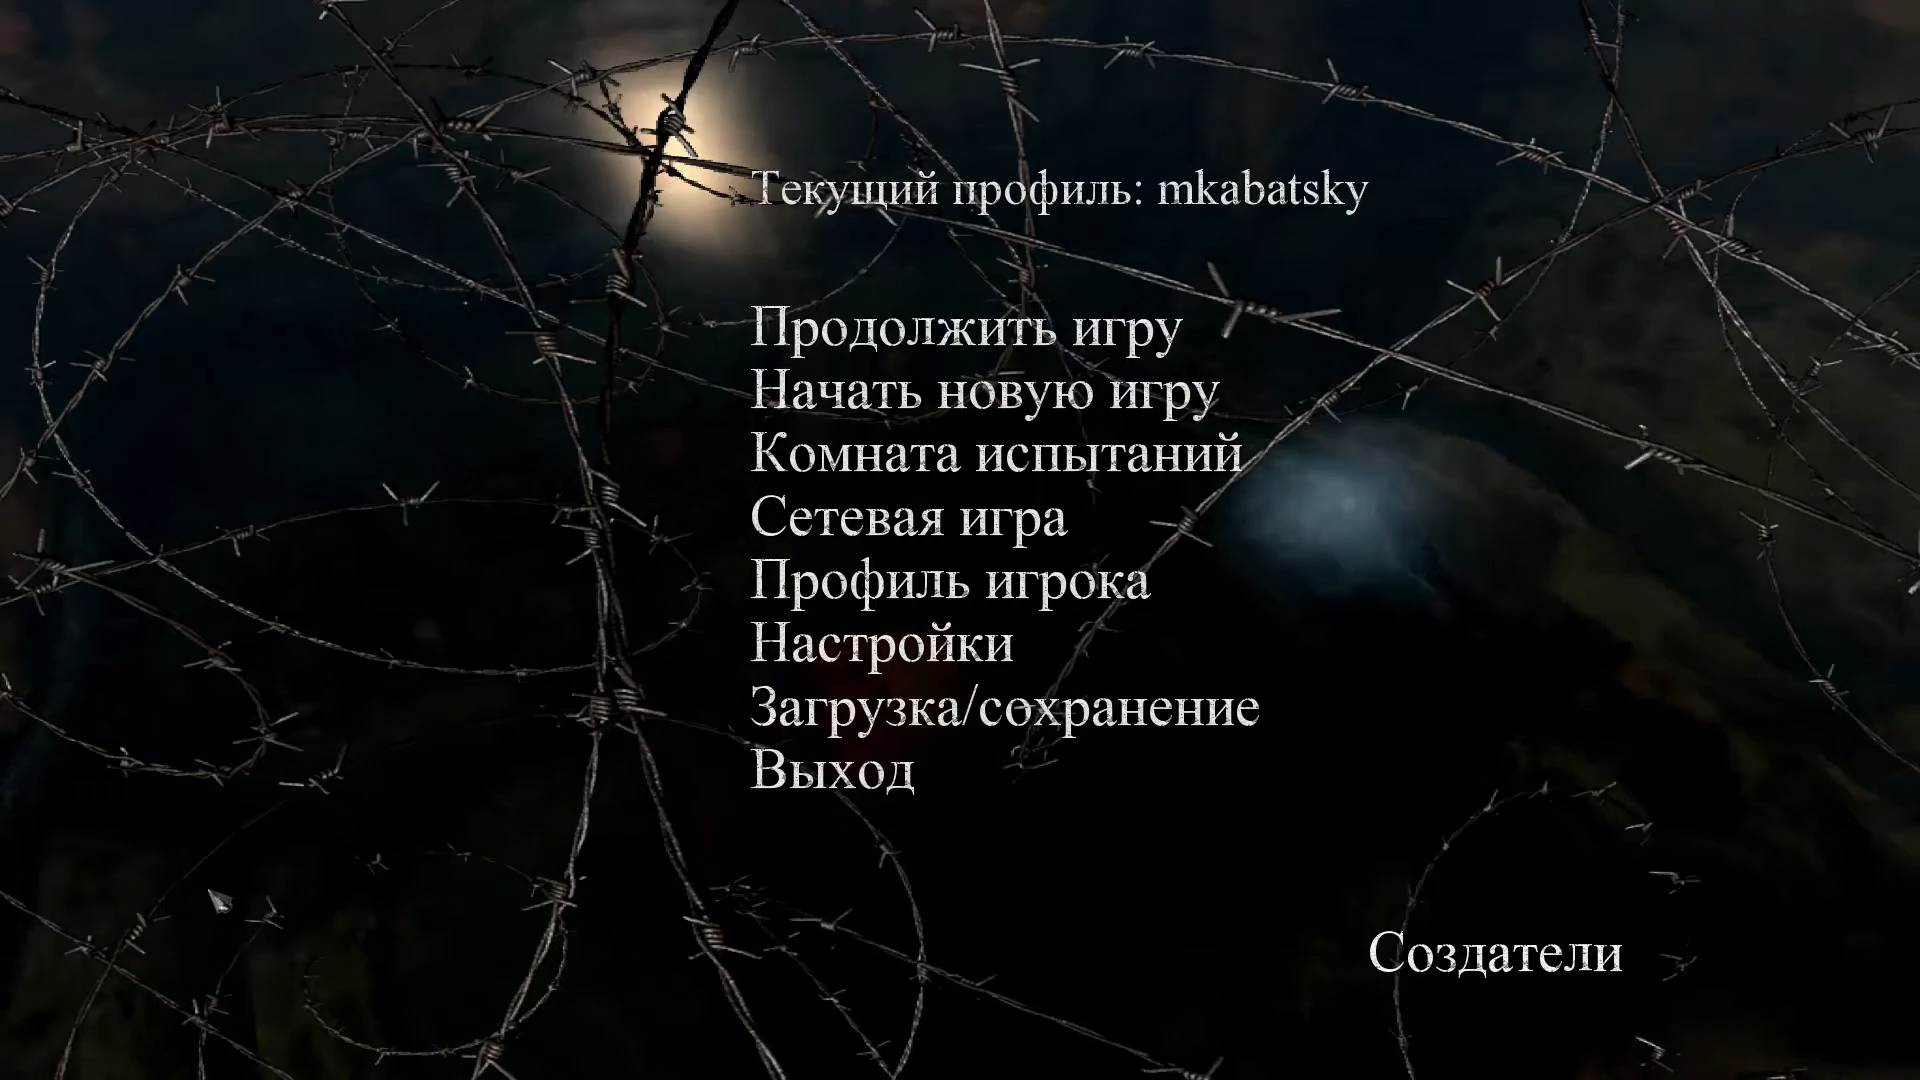 Текущий профиль: mkabatsky
Продолжить игру
Начать новую игру
Комната испытаний
Сетевая игра
Профиль игрока
Настройки
Загрузка/сохранение
Выход
Создатели